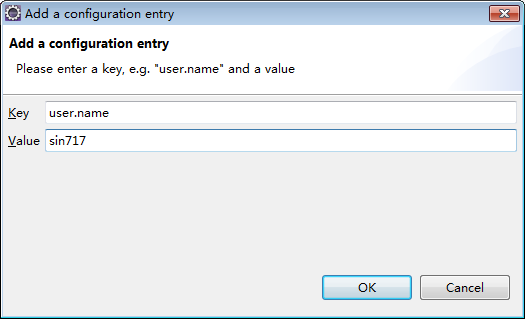 Add a configuration entry
Add a configuration entry
Please enter a key, e.g. "user.name" and a value
Key user.name
Value sin717
OK Cancel